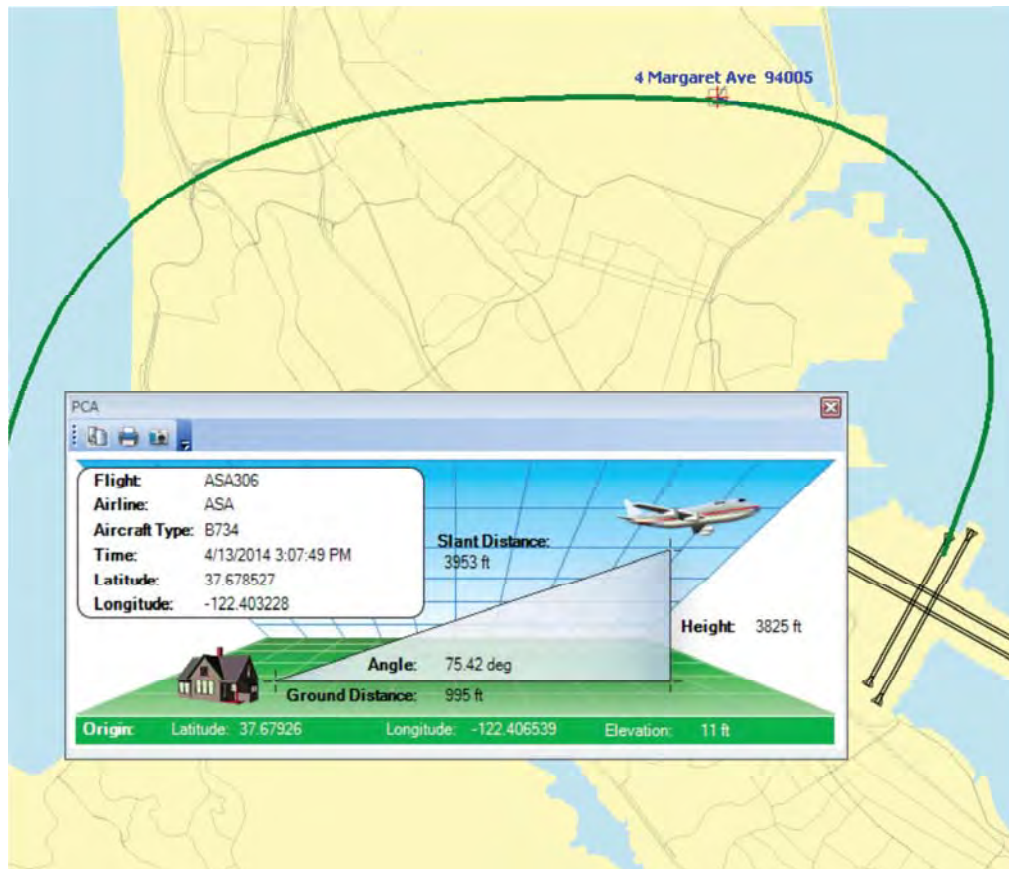 4 Margaret Ave 94005
PCA
Flight: ASA306
Airline: ASA
Aircraft Type: B734
Time: 4/13/2014 3:07:49 PM
Latitude: 37.678527
Longitude: -122.403228
Slant Distance:
3953 ft
Height: 3825 ft
Angle: 75.42 deg
Ground Distance: 995 ft
Origin: Latitude: 37.67926 Longitude: -122.406539 Elevation: 11 ft